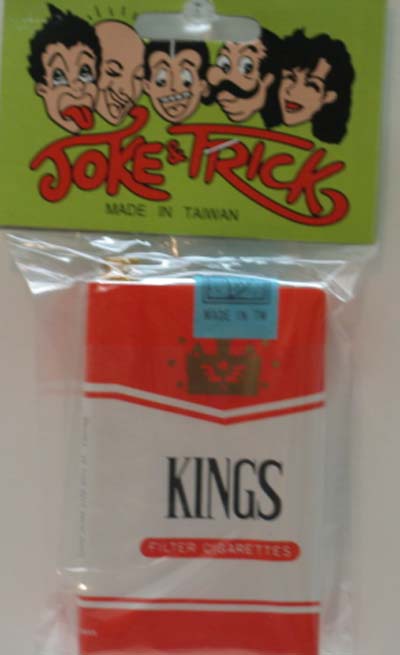 JOKE & TRICK
MADE IN TAIWAN
MADE IN TW
KINGS
FILTER CIGARETTES